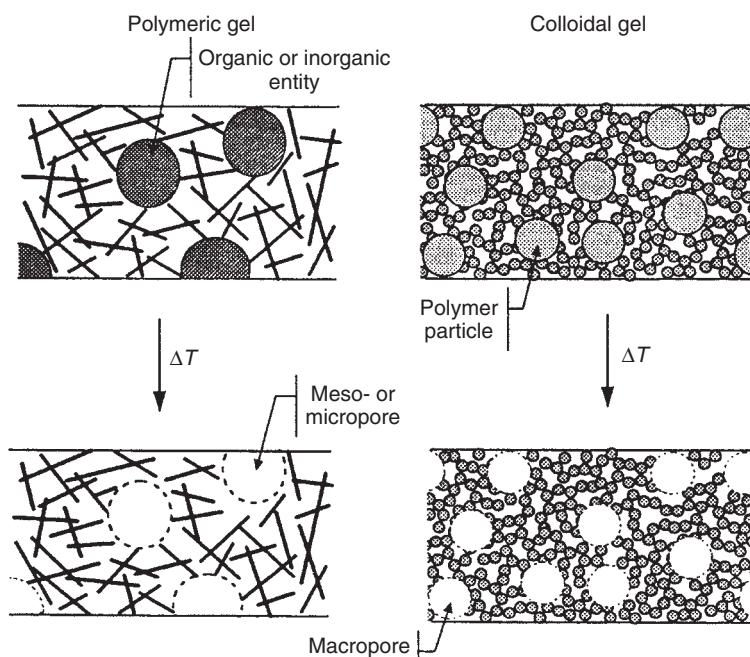 Polymeric gel
Colloidal gel
Organic or inorganic
entity
Polymer
particle
ΔT
ΔT
Meso- or
micropore
Macropore